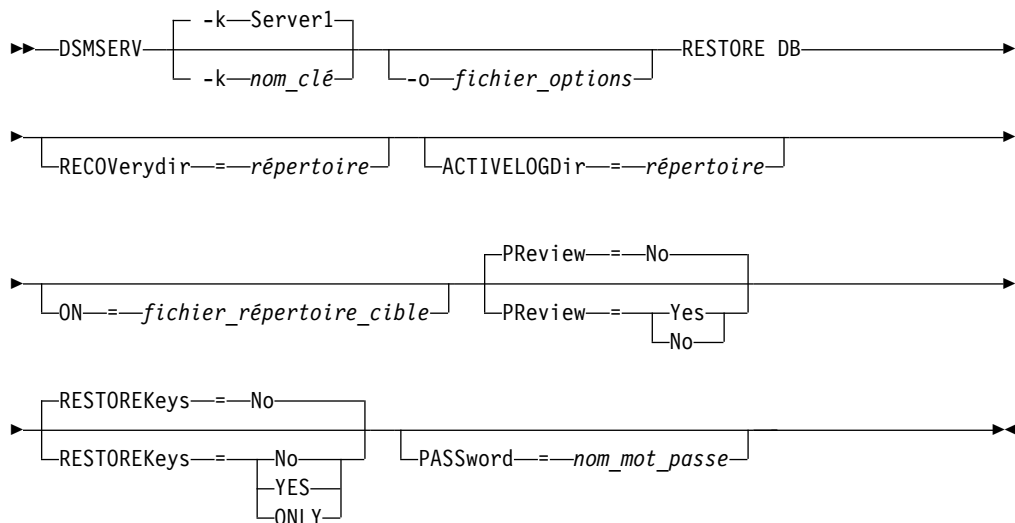 -k Server1
DSMSERV RESTORE DB
-k nom_clé
-o fichier_options
RECOVerydir = répertoire ACTIVELOGDir = répertoire
PReview = No
ON = fichier_répertoire_cible PReview = Yes
No
RESTOREKeys = No
RESTOREKeys = No PASSword = nom_mot_passe
YES
ONLY